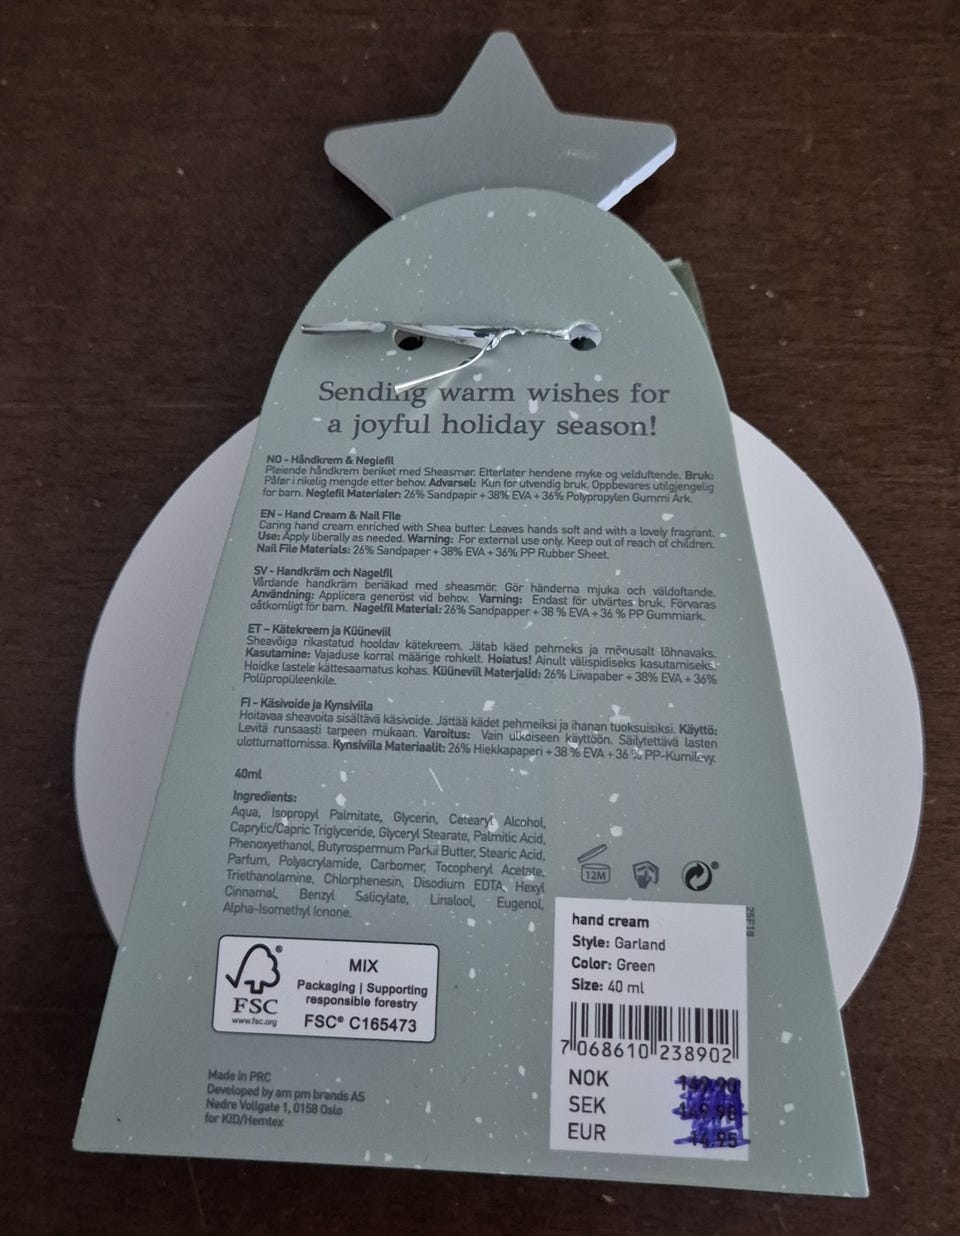 Sending warm wishes for
a joyful holiday season!
NO - Håndkrem & Neglefil
Pleiende håndkrem beriket med Sheasmør. Etterlater hendene myke og velduftende. Bruk:
Påfør i rikelig mengde etter behov. Advarsel: Kun for utvendig bruk. Oppbevares utilgjengelig
for barn. Neglefil Materialer: 26% Sandpapir + 38% EVA + 36% Polypropylen Gummi Ark.
EN - Hand Cream & Nail File
Caring hand cream enriched with Shea butter. Leaves hands soft and with a lovely fragrant.
Use: Apply liberally as needed. Warning: For external use only. Keep out of reach of children.
Nail File Materials: 26% Sandpaper + 38% EVA + 36% PP Rubber Sheet.
SV - Handkräm och Nagelfil
Vårdande handkräm beriäkad med sheasmör. Gör händerna mjuka och väldoftande.
Användning: Applicera generöst vid behov. Varning: Endast för utvärtes bruk. Förvaras
oåtkomligt för barn. Nagelfil Material: 26% Sandpapper + 38 % EVA + 36 % PP Gummiark.
ET – Kätekreem ja Küüneviil
Sheavõiga rikastatud hooldav kätekreem. Jätab käed pehmeks ja mõnusalt lõhnavaks.
Kasutamine: Vajaduse korral määrige rohkelt. Hoiatus! Ainult välispidiseks kasutamiseks.
Hoidke lastele kättesaamatus kohas. Küüneviil Materjalid: 26% Liivapaber + 38% EVA + 36%
Polüpropüleenkile.
FI - Käsivoide ja Kynsiviila
Hoitavaa sheavoita sisältävä käsivoide. Jättää kädet pehmeiksi ja ihanan tuoksuisiksi. Käyttö:
Levitä runsaasti tarpeen mukaan. Varoitus: Vain ulkoiseen käyttöön. Säilytettävä lasten
ulottumattomissa. Kynsiviila Materiaalit: 26% Hiekkapaperi + 38 % EVA + 36 % PP-Kumilevy.
40ml
Ingredients:
Aqua, Isopropyl Palmitate, Glycerin, Cetearyl Alcohol,
Caprylic/Capric Triglyceride, Glyceryl Stearate, Palmitic Acid,
Phenoxyethanol, Butyrospermum Parkii Butter, Stearic Acid,
Parfum, Polyacrylamide, Carbomer, Tocopheryl Acetate,
Triethanolamine, Chlorphenesin, Disodium EDTA, Hexyl
Cinnamal, Benzyl Salicylate, Linalool, Eugenol,
Alpha-Isomethyl Ionone.
12M
25F18
FSC®
www.fsc.org
MIX
Packaging | Supporting
responsible forestry
FSC® C165473
hand cream
Style: Garland
Color: Green
Size: 40 ml
7 068610 238902
NOK 149.90
SEK 149.90
EUR 14.95
Made in PRC
Developed by am pm brands AS
Nedre Vollgate 1, 0158 Oslo
for KID/Hemtex